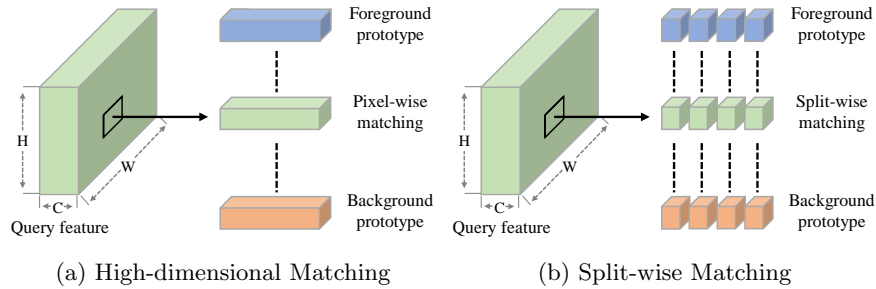 Foreground
prototype
Pixel-wise
matching
Background
prototype
H
W
C
Query feature
(a) High-dimensional Matching
Foreground
prototype
Split-wise
matching
Background
prototype
H
W
C
Query feature
(b) Split-wise Matching